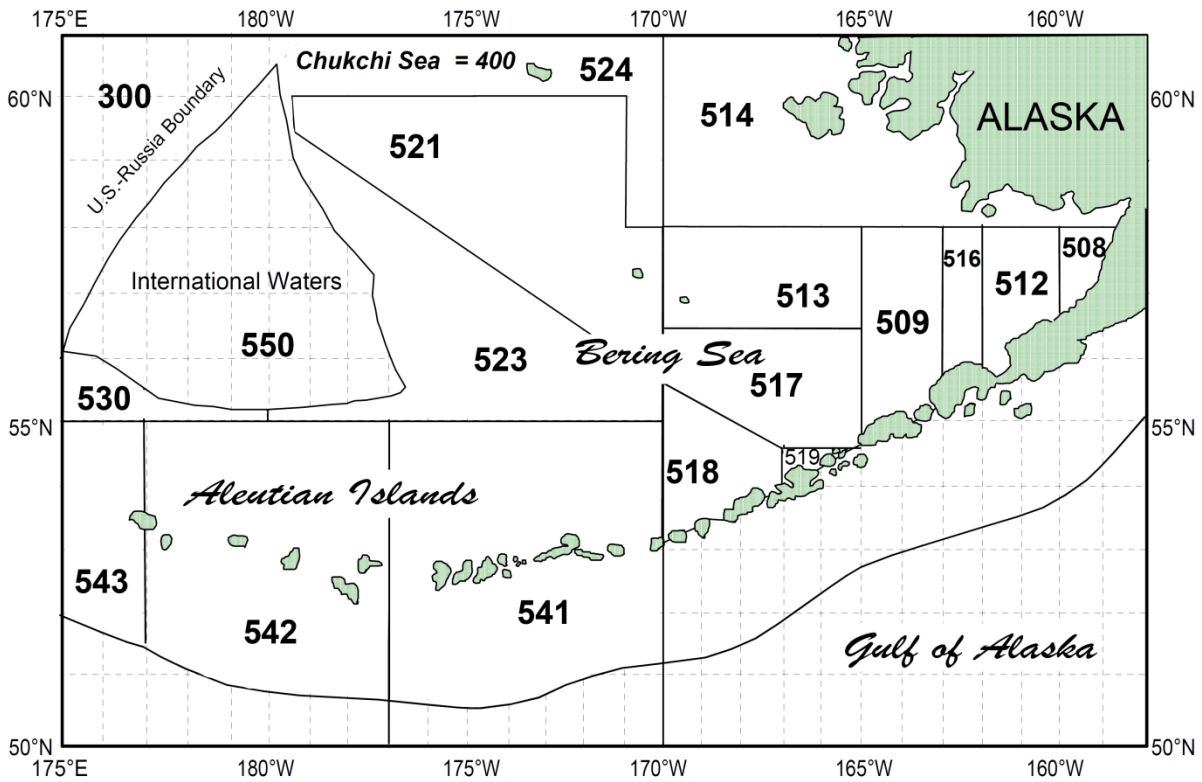 175°E 180°W 175°W 170°W 165°W 160°W
Chukchi Sea = 400
524
300
60°N
60°N
U.S.-Russia Boundary
514
ALASKA
521
508
516
International Waters
512
513
509
550
Bering Sea
523
517
530
55°N
55°N
519
518
Aleutian Islands
543
541
542
Gulf of Alaska
50°N
50°N
175°E 180°W 175°W 170°W 165°W 160°W